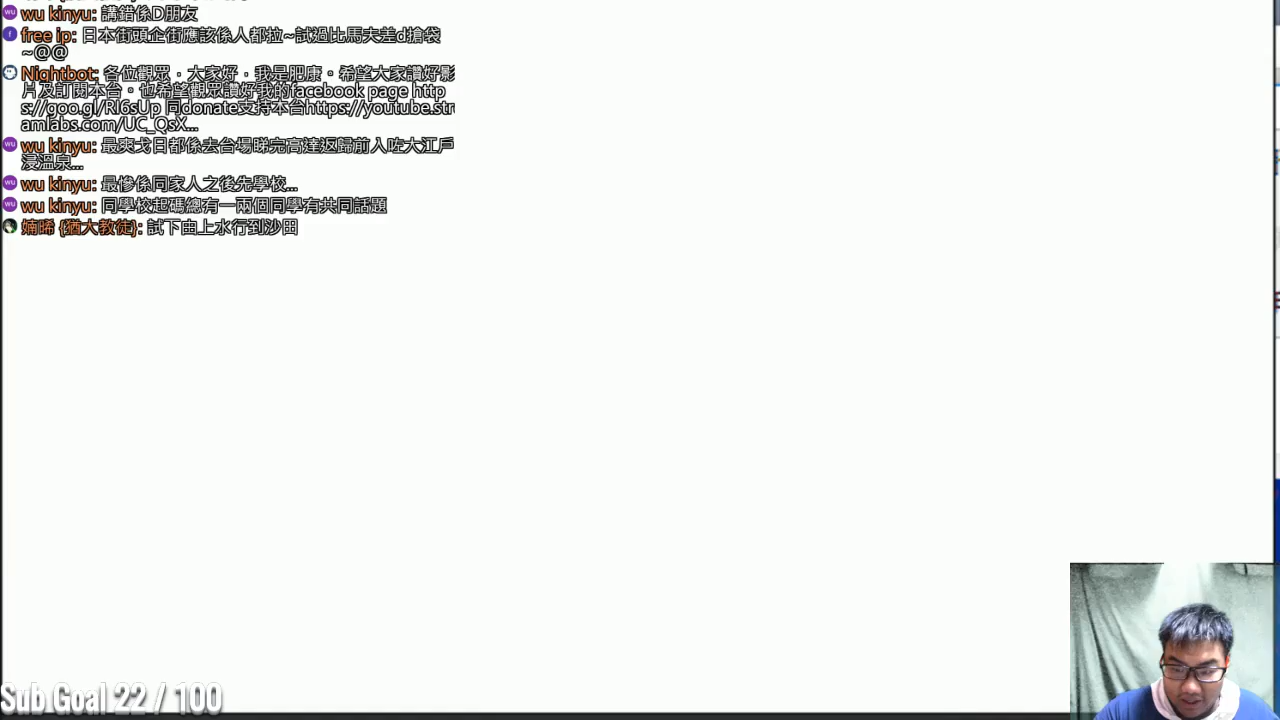 wu kinyu: 講錯係D朋友
free ip: 日本街頭企街應該係人都拉~試過比馬夫差d搶袋
~@@
Nightbot: 各位觀眾，大家好，我是肥康。希望大家讚好影
片及訂閱本台。也希望觀眾讚好我的facebook page http
s://goo.gl/Rl6sUp 同donate支持本台https://youtube.str
amlabs.com/UC_QsX...
wu kinyu: 最爽戈日都係去台場睇完高達返歸前入咗大江戶
浸溫泉...
wu kinyu: 最慘係同家人之後先學校...
wu kinyu: 同學校起碼總有一兩個同學有共同話題
婻晞 {猶大教徒}: 試下由上水行到沙田
Sub Goal 22 / 100